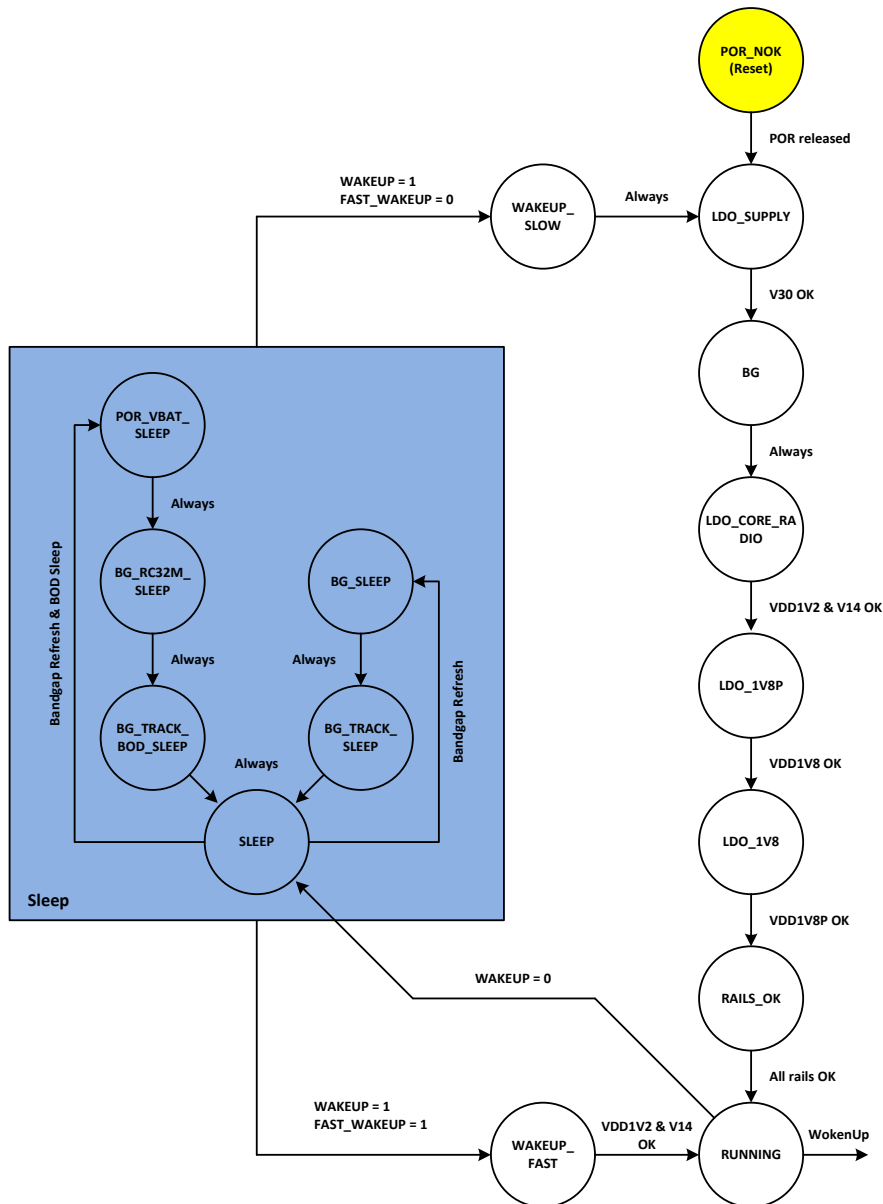 POR_NOK
(Reset)
POR released
WAKEUP = 1
FAST_WAKEUP = 0
WAKEUP_
SLOW
Always
LDO_SUPPLY
V30 OK
BG
Always
LDO_CORE_RA
DIO
VDD1V2 & V14 OK
LDO_1V8P
VDD1V8 OK
LDO_1V8
VDD1V8P OK
RAILS_OK
All rails OK
POR_VBAT_
SLEEP
Always
BG_RC32M_
SLEEP
Always
BG_TRACK_
BOD_SLEEP
Always
BG_SLEEP
Always
BG_TRACK_
SLEEP
Bandgap Refresh & BOD Sleep
Bandgap Refresh
SLEEP
Sleep
WAKEUP = 0
WAKEUP = 1
FAST_WAKEUP = 1
WAKEUP_
FAST
VDD1V2 & V14
OK
RUNNING
WokenUp